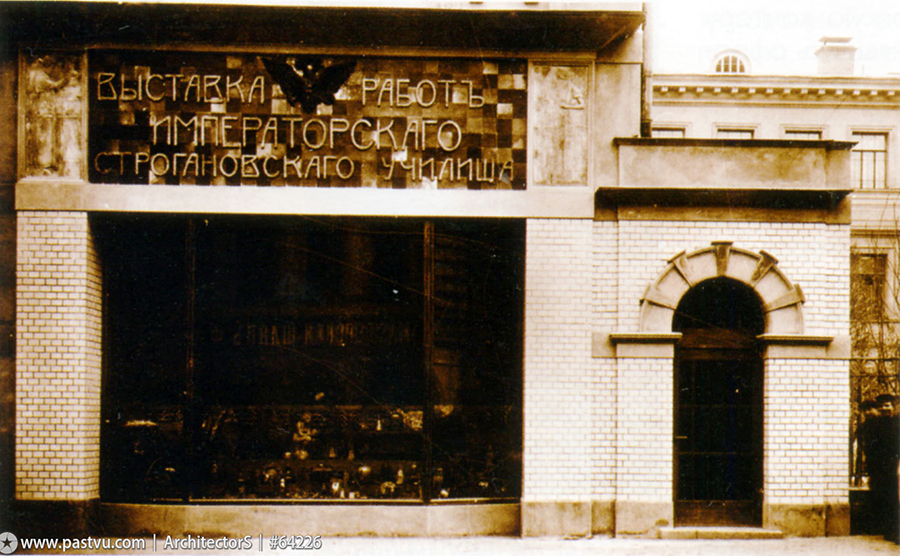 ВЫСТАВКА РАБОТЪ
ИМПЕРАТОРСКАГО
СТРОГАНОВСКАГО УЧИЛИЩА
www.pastvu.com | ArchitectorS | #64226